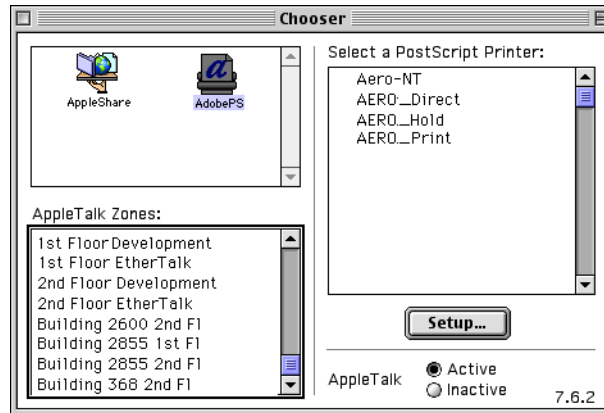 Chooser
AppleShare
AdobePS
AppleTalk Zones:
1st Floor Development
1st Floor EtherTalk
2nd Floor Development
2nd Floor EtherTalk
Building 2600 2nd Fl
Building 2855 1st Fl
Building 2855 2nd Fl
Building 368 2nd Fl
Select a PostScript Printer:
Aero-NT
AERO_Direct
AERO_Hold
AERO_Print
Setup...
AppleTalk
Active
Inactive
7.6.2